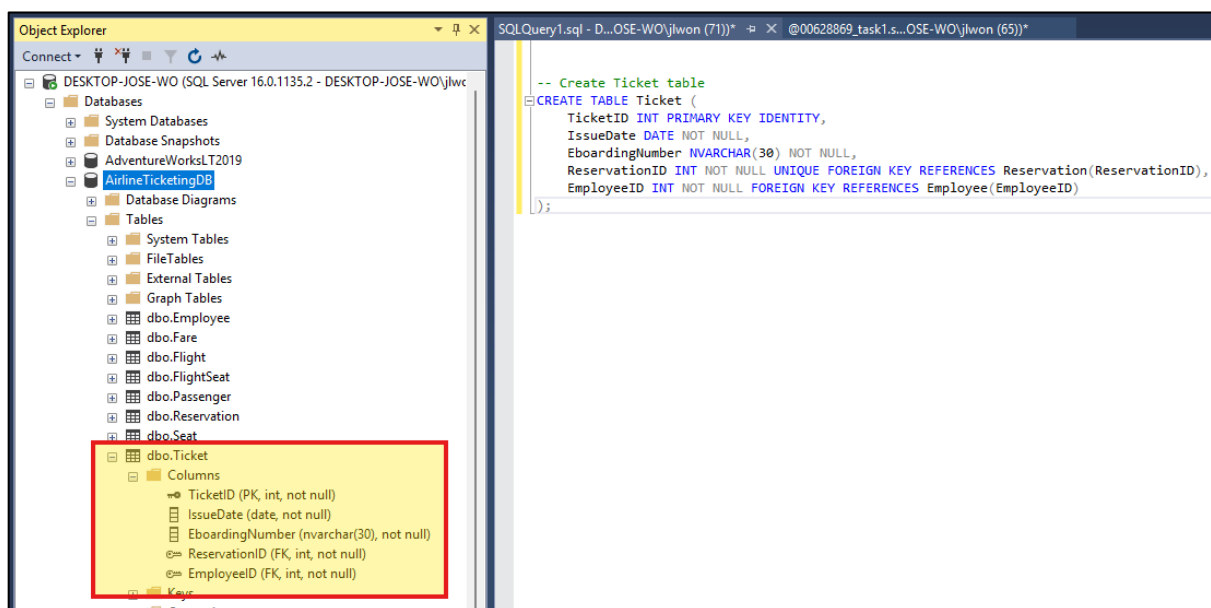 Object Explorer
Connect
DESKTOP-JOSE-WO (SQL Server 16.0.1135.2 - DESKTOP-JOSE-WO\jlwo
Databases
System Databases
Database Snapshots
AdventureWorksLT2019
AirlineTicketingDB
Database Diagrams
Tables
System Tables
FileTables
External Tables
Graph Tables
dbo.Employee
dbo.Fare
dbo.Flight
dbo.FlightSeat
dbo.Passenger
dbo.Reservation
dbo.Seat
dbo.Ticket
Columns
TicketID (PK, int, not null)
IssueDate (date, not null)
EboardingNumber (nvarchar(30), not null)
ReservationID (FK, int, not null)
EmployeeID (FK, int, not null)
Keys
SQLQuery1.sql - D...OSE-WO\jlwon (71))*
@00628869_task1.s...OSE-WO\jlwon (65))*
-- Create Ticket table
CREATE TABLE Ticket (
TicketID INT PRIMARY KEY IDENTITY,
IssueDate DATE NOT NULL,
EboardingNumber NVARCHAR(30) NOT NULL,
ReservationID INT NOT NULL UNIQUE FOREIGN KEY REFERENCES Reservation(ReservationID),
EmployeeID INT NOT NULL FOREIGN KEY REFERENCES Employee(EmployeeID)
);